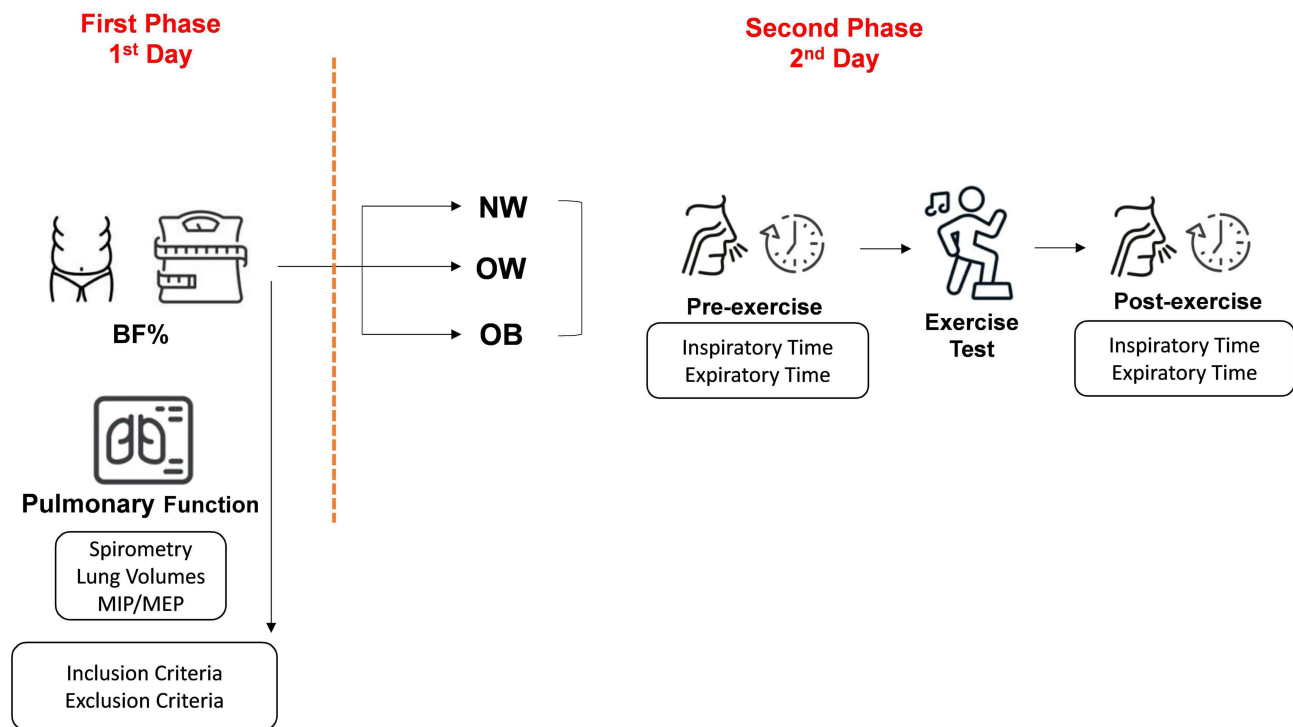 First Phase
1st Day
Second Phase
2nd Day
BF%
NW
OW
OB
Pulmonary Function
Spirometry
Lung Volumes
MIP/MEP
Inclusion Criteria
Exclusion Criteria
Pre-exercise
Inspiratory Time
Expiratory Time
Exercise
Test
Post-exercise
Inspiratory Time
Expiratory Time